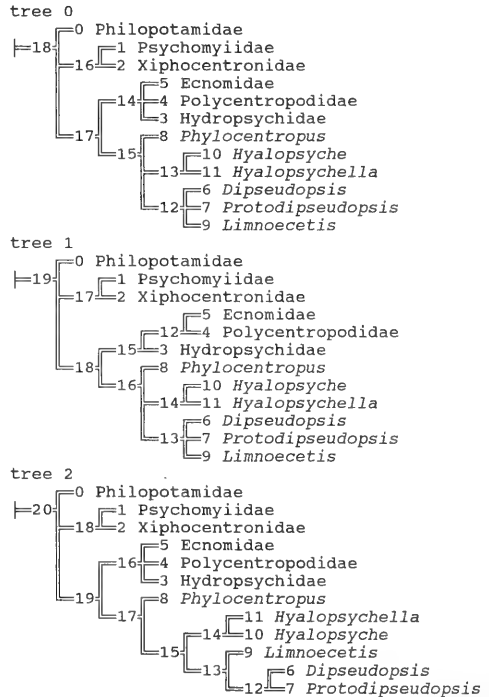 tree 0
0 Philopotamidae
18
1 Psychomyiidae
16 2 Xiphocentronidae
5 Ecnomidae
14 4 Polycentropodidae
3 Hydropsychidae
17
8 Phylocentropus
15
10 Hyalopsyche
13 11 Hyalopsychella
6 Dipseudopsis
12 7 Protodipseudopsis
9 Limnoecetis
tree 1
0 Philopotamidae
19
1 Psychomyiidae
17 2 Xiphocentronidae
5 Ecnomidae
12 4 Polycentropodidae
15 3 Hydropsychidae
18
8 Phylocentropus
16
10 Hyalopsyche
14 11 Hyalopsychella
6 Dipseudopsis
13 7 Protodipseudopsis
9 Limnoecetis
tree 2
0 Philopotamidae
20
1 Psychomyiidae
18 2 Xiphocentronidae
5 Ecnomidae
16 4 Polycentropodidae
3 Hydropsychidae
19
8 Phylocentropus
17
11 Hyalopsychella
14 10 Hyalopsyche
15
9 Limnoecetis
13
6 Dipseudopsis
12 7 Protodipseudopsis